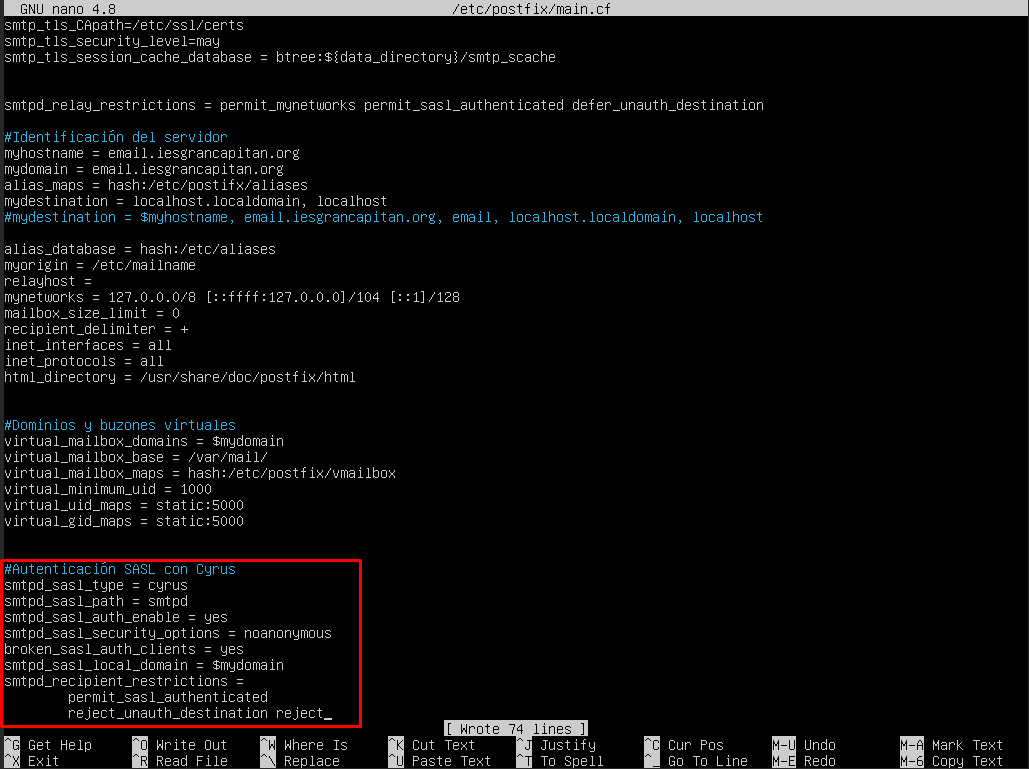 GNU nano 4.8 /etc/postfix/main.cf
smtp_tls_CApath=/etc/ssl/certs
smtp_tls_security_level=may
smtp_tls_session_cache_database = btree:${data_directory}/smtp_scache
smtpd_relay_restrictions = permit_mynetworks permit_sasl_authenticated defer_unauth_destination
#Identificación del servidor
myhostname = email.iesgrancapitan.org
mydomain = email.iesgrancapitan.org
alias_maps = hash:/etc/postifx/aliases
mydestination = localhost.localdomain, localhost
#mydestination = $myhostname, email.iesgrancapitan.org, email, localhost.localdomain, localhost
alias_database = hash:/etc/aliases
myorigin = /etc/mailname
relayhost =
mynetworks = 127.0.0.0/8 [::ffff:127.0.0.0]/104 [::1]/128
mailbox_size_limit = 0
recipient_delimiter = +
inet_interfaces = all
inet_protocols = all
html_directory = /usr/share/doc/postfix/html
#Dominios y buzones virtuales
virtual_mailbox_domains = $mydomain
virtual_mailbox_base = /var/mail/
virtual_mailbox_maps = hash:/etc/postfix/vmailbox
virtual_minimum_uid = 1000
virtual_uid_maps = static:5000
virtual_gid_maps = static:5000
#Autenticación SASL con Cyrus
smtpd_sasl_type = cyrus
smtpd_sasl_path = smtpd
smtpd_sasl_auth_enable = yes
smtpd_sasl_security_options = noanonymous
broken_sasl_auth_clients = yes
smtpd_sasl_local_domain = $mydomain
smtpd_recipient_restrictions =
permit_sasl_authenticated
reject_unauth_destination reject_
[ Wrote 74 lines ]
^G Get Help ^O Write Out ^W Where Is ^K Cut Text ^J Justify ^C Cur Pos M-U Undo M-A Mark Text
^X Exit ^R Read File ^\ Replace ^U Paste Text ^T To Spell ^_ Go To Line M-E Redo M-6 Copy Text